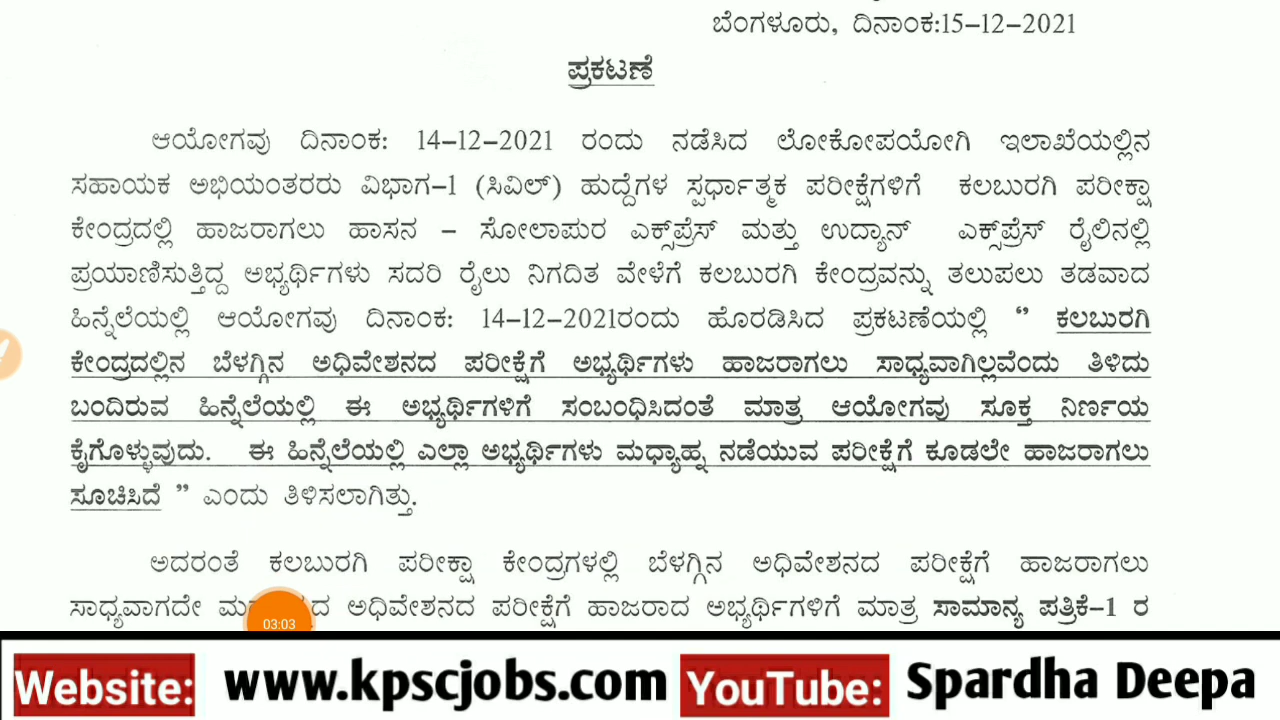 ಬೆಂಗಳೂರು, ದಿನಾಂಕ:15–12–2021
ಪ್ರಕಟಣೆ
ಆಯೋಗವು ದಿನಾಂಕ: 14–12–2021 ರಂದು ನಡೆಸಿದ ಲೋಕೋಪಯೋಗಿ ಇಲಾಖೆಯಲ್ಲಿನ
ಸಹಾಯಕ ಅಭಿಯಂತರರು ವಿಭಾಗ–1 (ಸಿವಿಲ್) ಹುದ್ದೆಗಳ ಸ್ಪರ್ಧಾತ್ಮಕ ಪರೀಕ್ಷೆಗಳಿಗೆ ಕಲಬುರಗಿ ಪರೀಕ್ಷಾ
ಕೇಂದ್ರದಲ್ಲಿ ಹಾಜರಾಗಲು ಹಾಸನ – ಸೋಲಾಪುರ ಎಕ್ಸ್‌ಪ್ರೆಸ್ ಮತ್ತು ಉದ್ಯಾನ್ ಎಕ್ಸ್‌ಪ್ರೆಸ್ ರೈಲಿನಲ್ಲಿ
ಪ್ರಯಾಣಿಸುತ್ತಿದ್ದ ಅಭ್ಯರ್ಥಿಗಳು ಸದರಿ ರೈಲು ನಿಗದಿತ ವೇಳೆಗೆ ಕಲಬುರಗಿ ಕೇಂದ್ರವನ್ನು ತಲುಪಲು ತಡವಾದ
ಹಿನ್ನೆಲೆಯಲ್ಲಿ ಆಯೋಗವು ದಿನಾಂಕ: 14–12–2021ರಂದು ಹೊರಡಿಸಿದ ಪ್ರಕಟಣೆಯಲ್ಲಿ ” ಕಲಬುರಗಿ
ಕೇಂದ್ರದಲ್ಲಿನ ಬೆಳಗ್ಗಿನ ಅಧಿವೇಶನದ ಪರೀಕ್ಷೆಗೆ ಅಭ್ಯರ್ಥಿಗಳು ಹಾಜರಾಗಲು ಸಾಧ್ಯವಾಗಿಲ್ಲವೆಂದು ತಿಳಿದು
ಬಂದಿರುವ ಹಿನ್ನೆಲೆಯಲ್ಲಿ ಈ ಅಭ್ಯರ್ಥಿಗಳಿಗೆ ಸಂಬಂಧಿಸಿದಂತೆ ಮಾತ್ರ ಆಯೋಗವು ಸೂಕ್ತ ನಿರ್ಣಯ
ಕೈಗೊಳ್ಳುವುದು. ಈ ಹಿನ್ನೆಲೆಯಲ್ಲಿ ಎಲ್ಲಾ ಅಭ್ಯರ್ಥಿಗಳು ಮಧ್ಯಾಹ್ನ ನಡೆಯುವ ಪರೀಕ್ಷೆಗೆ ಕೂಡಲೇ ಹಾಜರಾಗಲು
ಸೂಚಿಸಿದೆ ” ಎಂದು ತಿಳಿಸಲಾಗಿತ್ತು.
ಅದರಂತೆ ಕಲಬುರಗಿ ಪರೀಕ್ಷಾ ಕೇಂದ್ರಗಳಲ್ಲಿ ಬೆಳಗ್ಗಿನ ಅಧಿವೇಶನದ ಪರೀಕ್ಷೆಗೆ ಹಾಜರಾಗಲು
ಸಾಧ್ಯವಾಗದೇ ಅಧಿವೇಶನದ ಪರೀಕ್ಷೆಗೆ ಹಾಜರಾದ ಅಭ್ಯರ್ಥಿಗಳಿಗೆ ಮಾತ್ರ ಸಾಮಾನ್ಯ ಪತ್ರಿಕೆ–1 ರ
03:03
Website: www.kpscjobs.com YouTube: Spardha Deepa